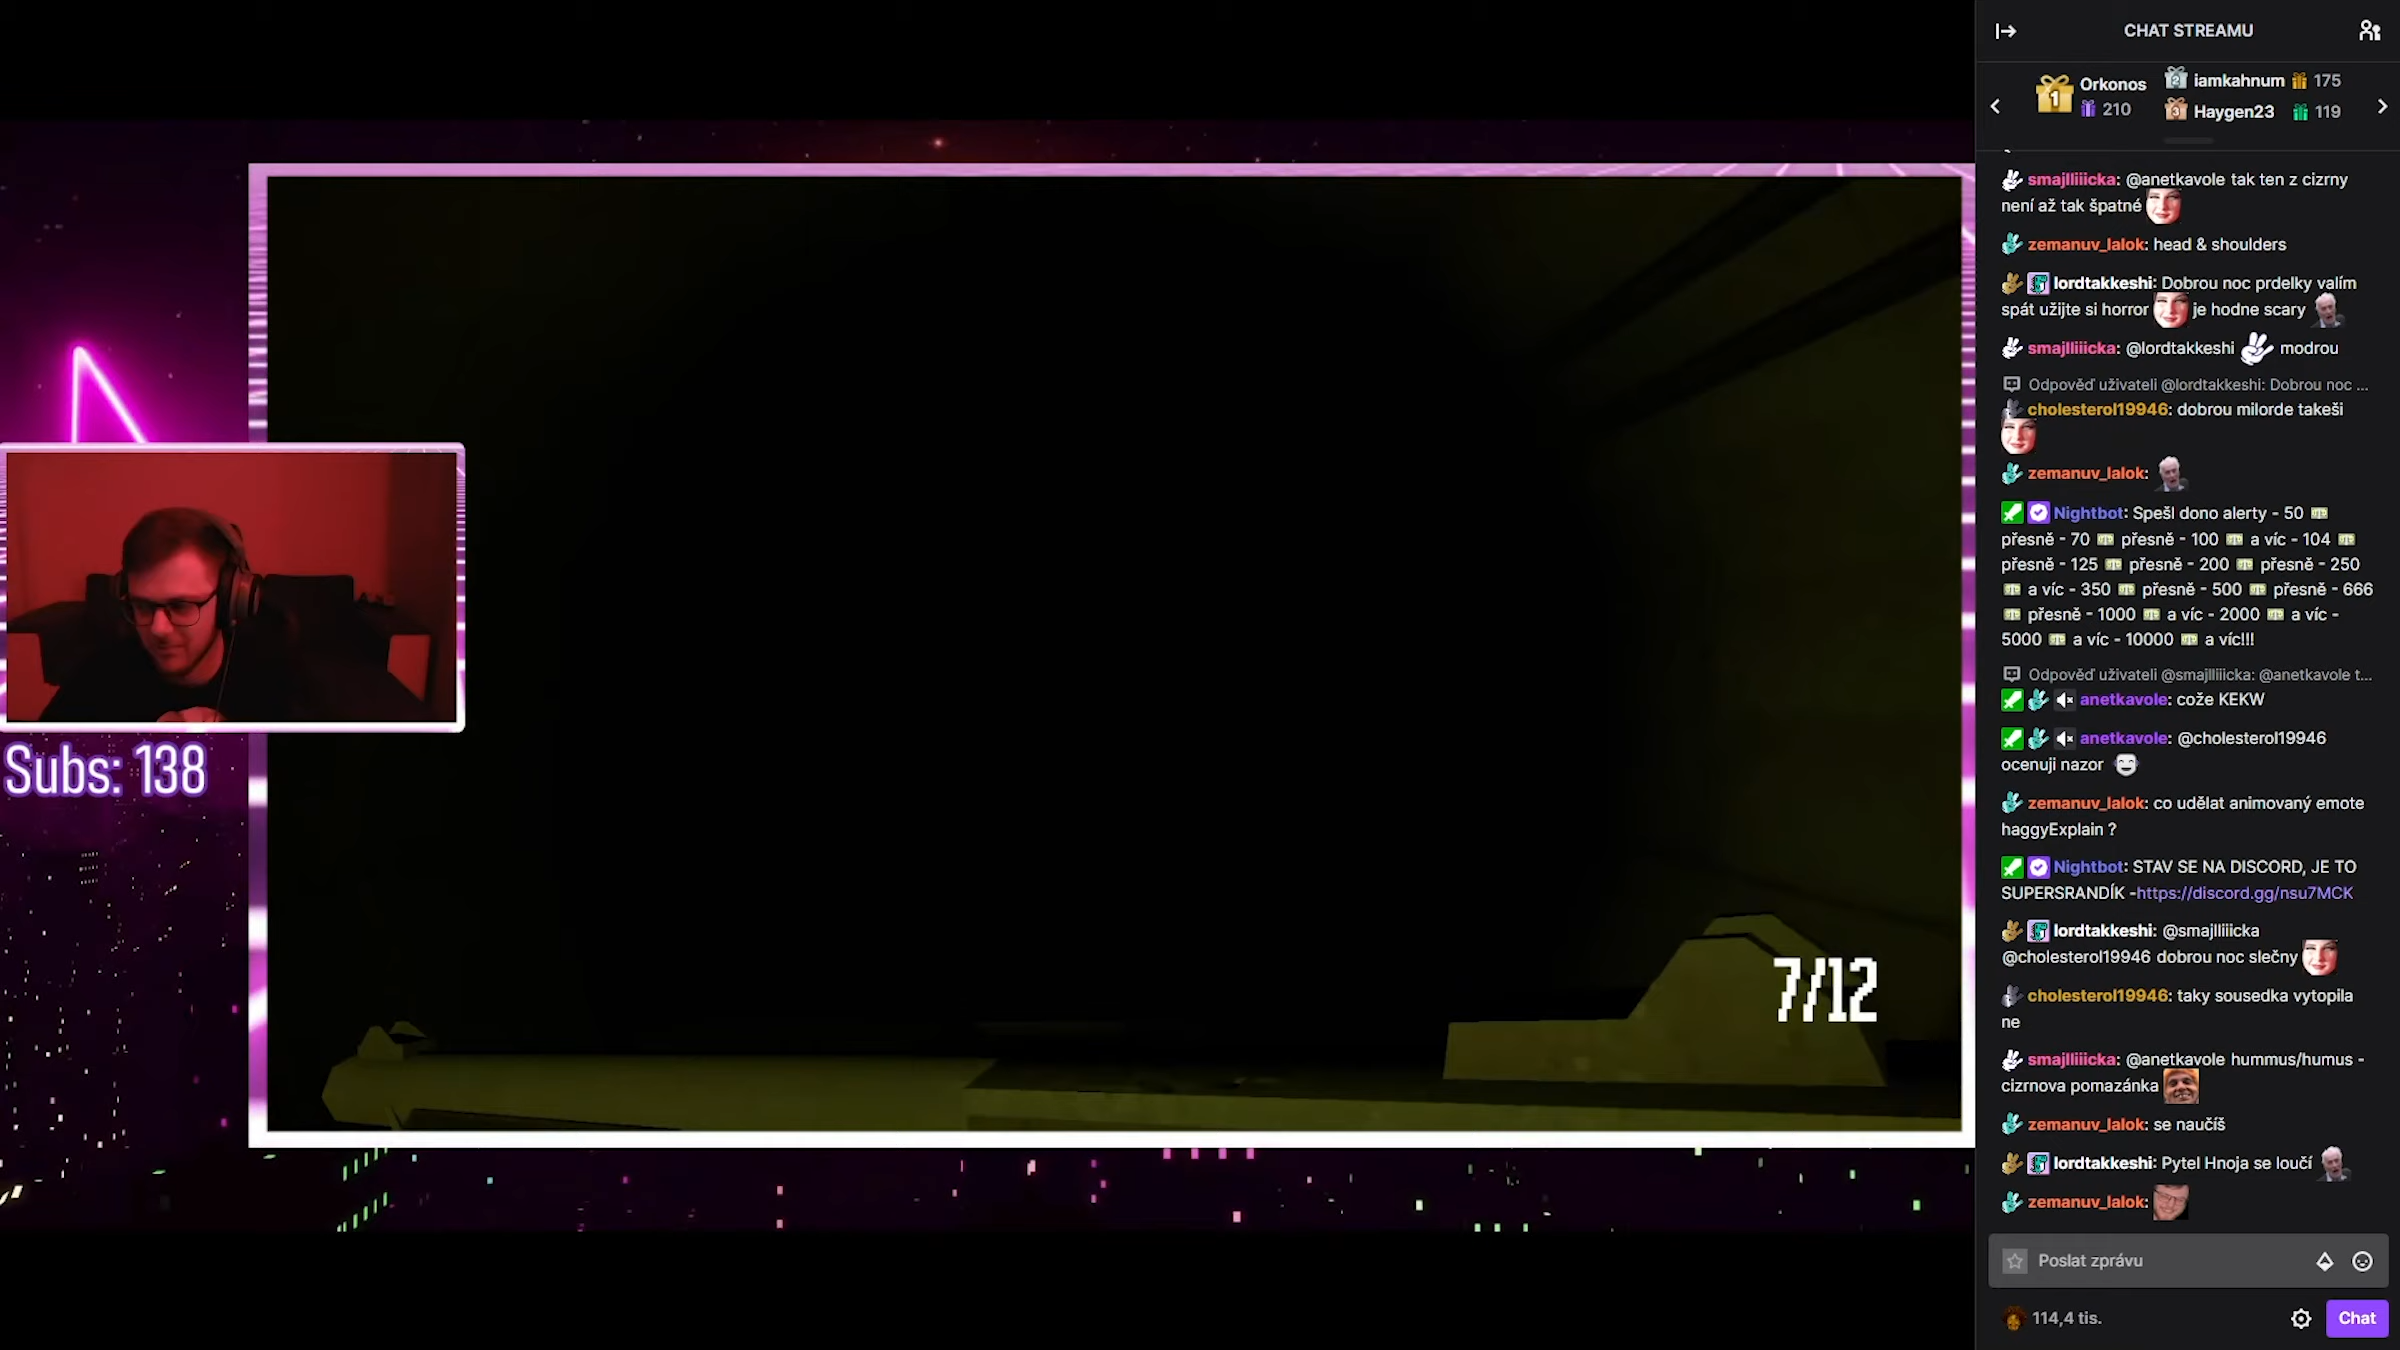 Subs: 138
7/12
CHAT STREAMU
1
Orkonos
210
2 iamkahnum 175
3 Haygen23 119
smajlliiicka: @anetkavole tak ten z cizrny
není až tak špatné
zemanuv_lalok: head & shoulders
lordtakkeshi: Dobrou noc prdelky valím
spát užijte si horror je hodne scary
smajlliiicka: @lordtakkeshi modrou
Odpověď uživateli @lordtakkeshi: Dobrou noc ...
cholesterol19946: dobrou milorde takeši
zemanuv_lalok:
Nightbot: Spešl dono alerty - 50
přesně - 70 přesně - 100 a víc - 104
přesně - 125 přesně - 200 přesně - 250
a víc - 350 přesně - 500 přesně - 666
přesně - 1000 a víc - 2000 a víc -
5000 a víc - 10000 a víc!!!
Odpověď uživateli @smajlliiicka: @anetkavole t...
anetkavole: cože KEKW
anetkavole: @cholesterol19946
ocenuji nazor
zemanuv_lalok: co udělat animovaný emote
haggyExplain ?
Nightbot: STAV SE NA DISCORD, JE TO
SUPERSRANDÍK -https://discord.gg/nsu7MCK
lordtakkeshi: @smajlliiicka
@cholesterol19946 dobrou noc slečny
cholesterol19946: taky sousedka vytopila
ne
smajlliiicka: @anetkavole hummus/humus -
cizrnova pomazánka
zemanuv_lalok: se naučíš
lordtakkeshi: Pytel Hnoja se loučí
zemanuv_lalok:
Poslat zprávu
114,4 tis.
Chat